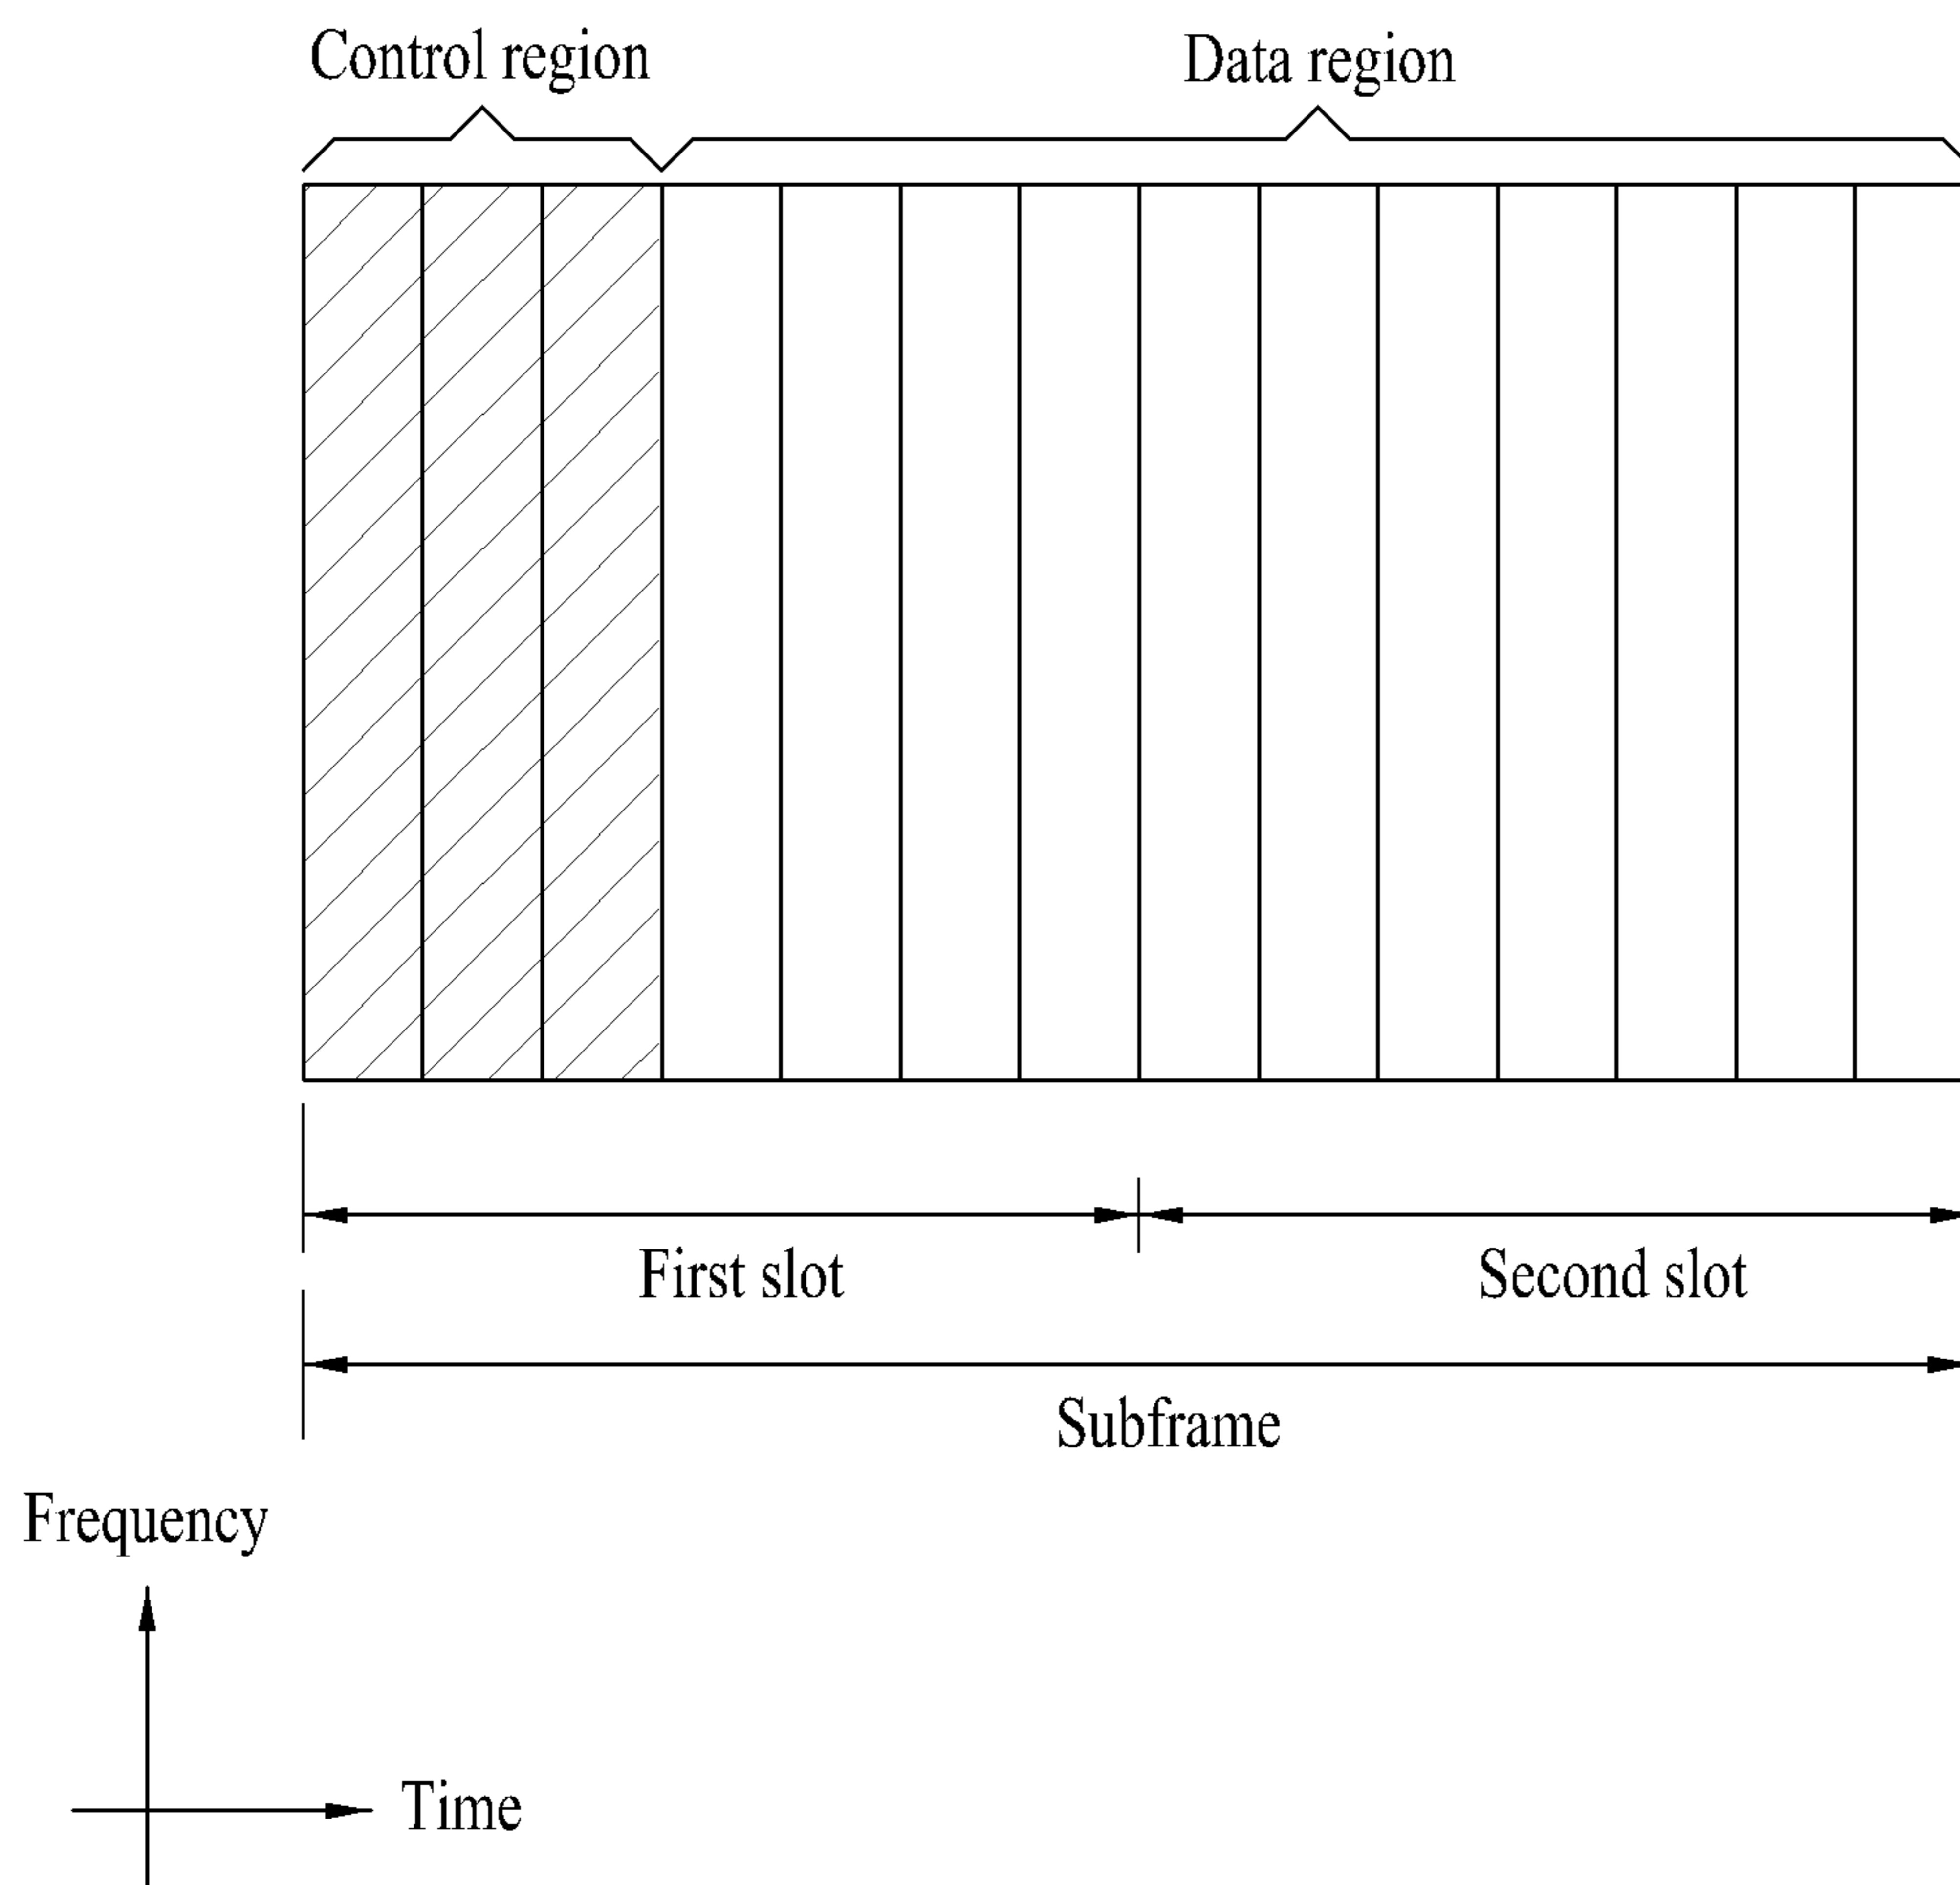 Control region
Data region
First slot
Second slot
Subframe
Frequency
Time